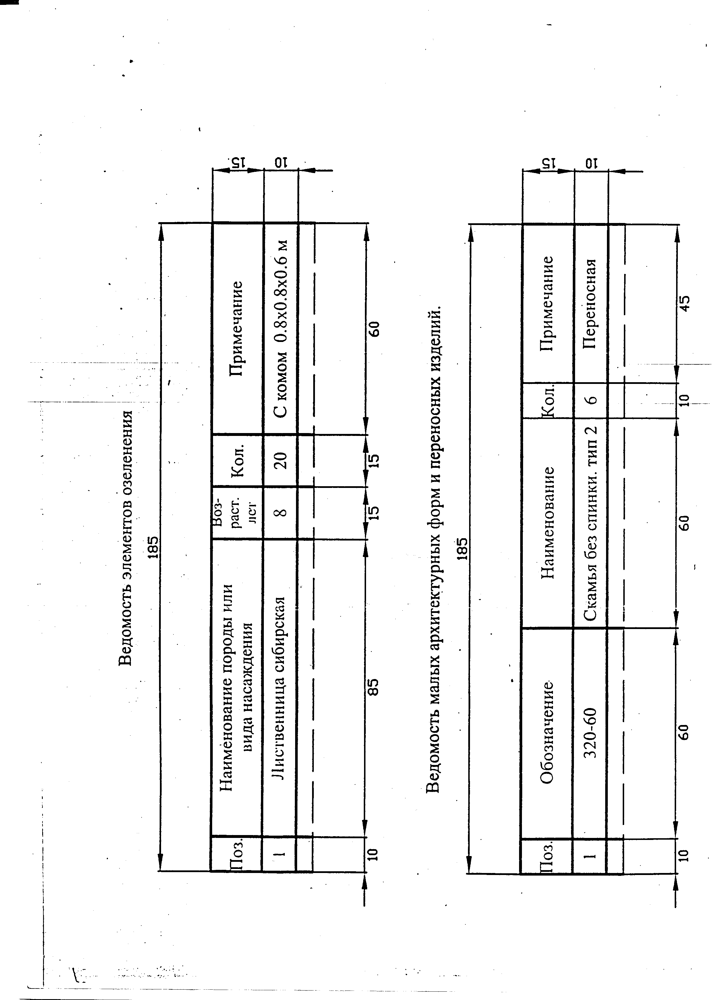 Ведомость элементов озеленения
185
Поз. Наименование породы или вида насаждения Воз-раст. лет Кол. Примечание 15
1 Лиственница сибирская 8 20 С комом 0.8х0.8х0.6 м 10
10 85 15 15 60
Ведомость малых архитектурных форм и переносных изделий.
185
Поз. Обозначение Наименование Кол. Примечание 15
1 320-60 Скамья без спинки. тип 2 6 Переносная 10
10 60 60 10 45